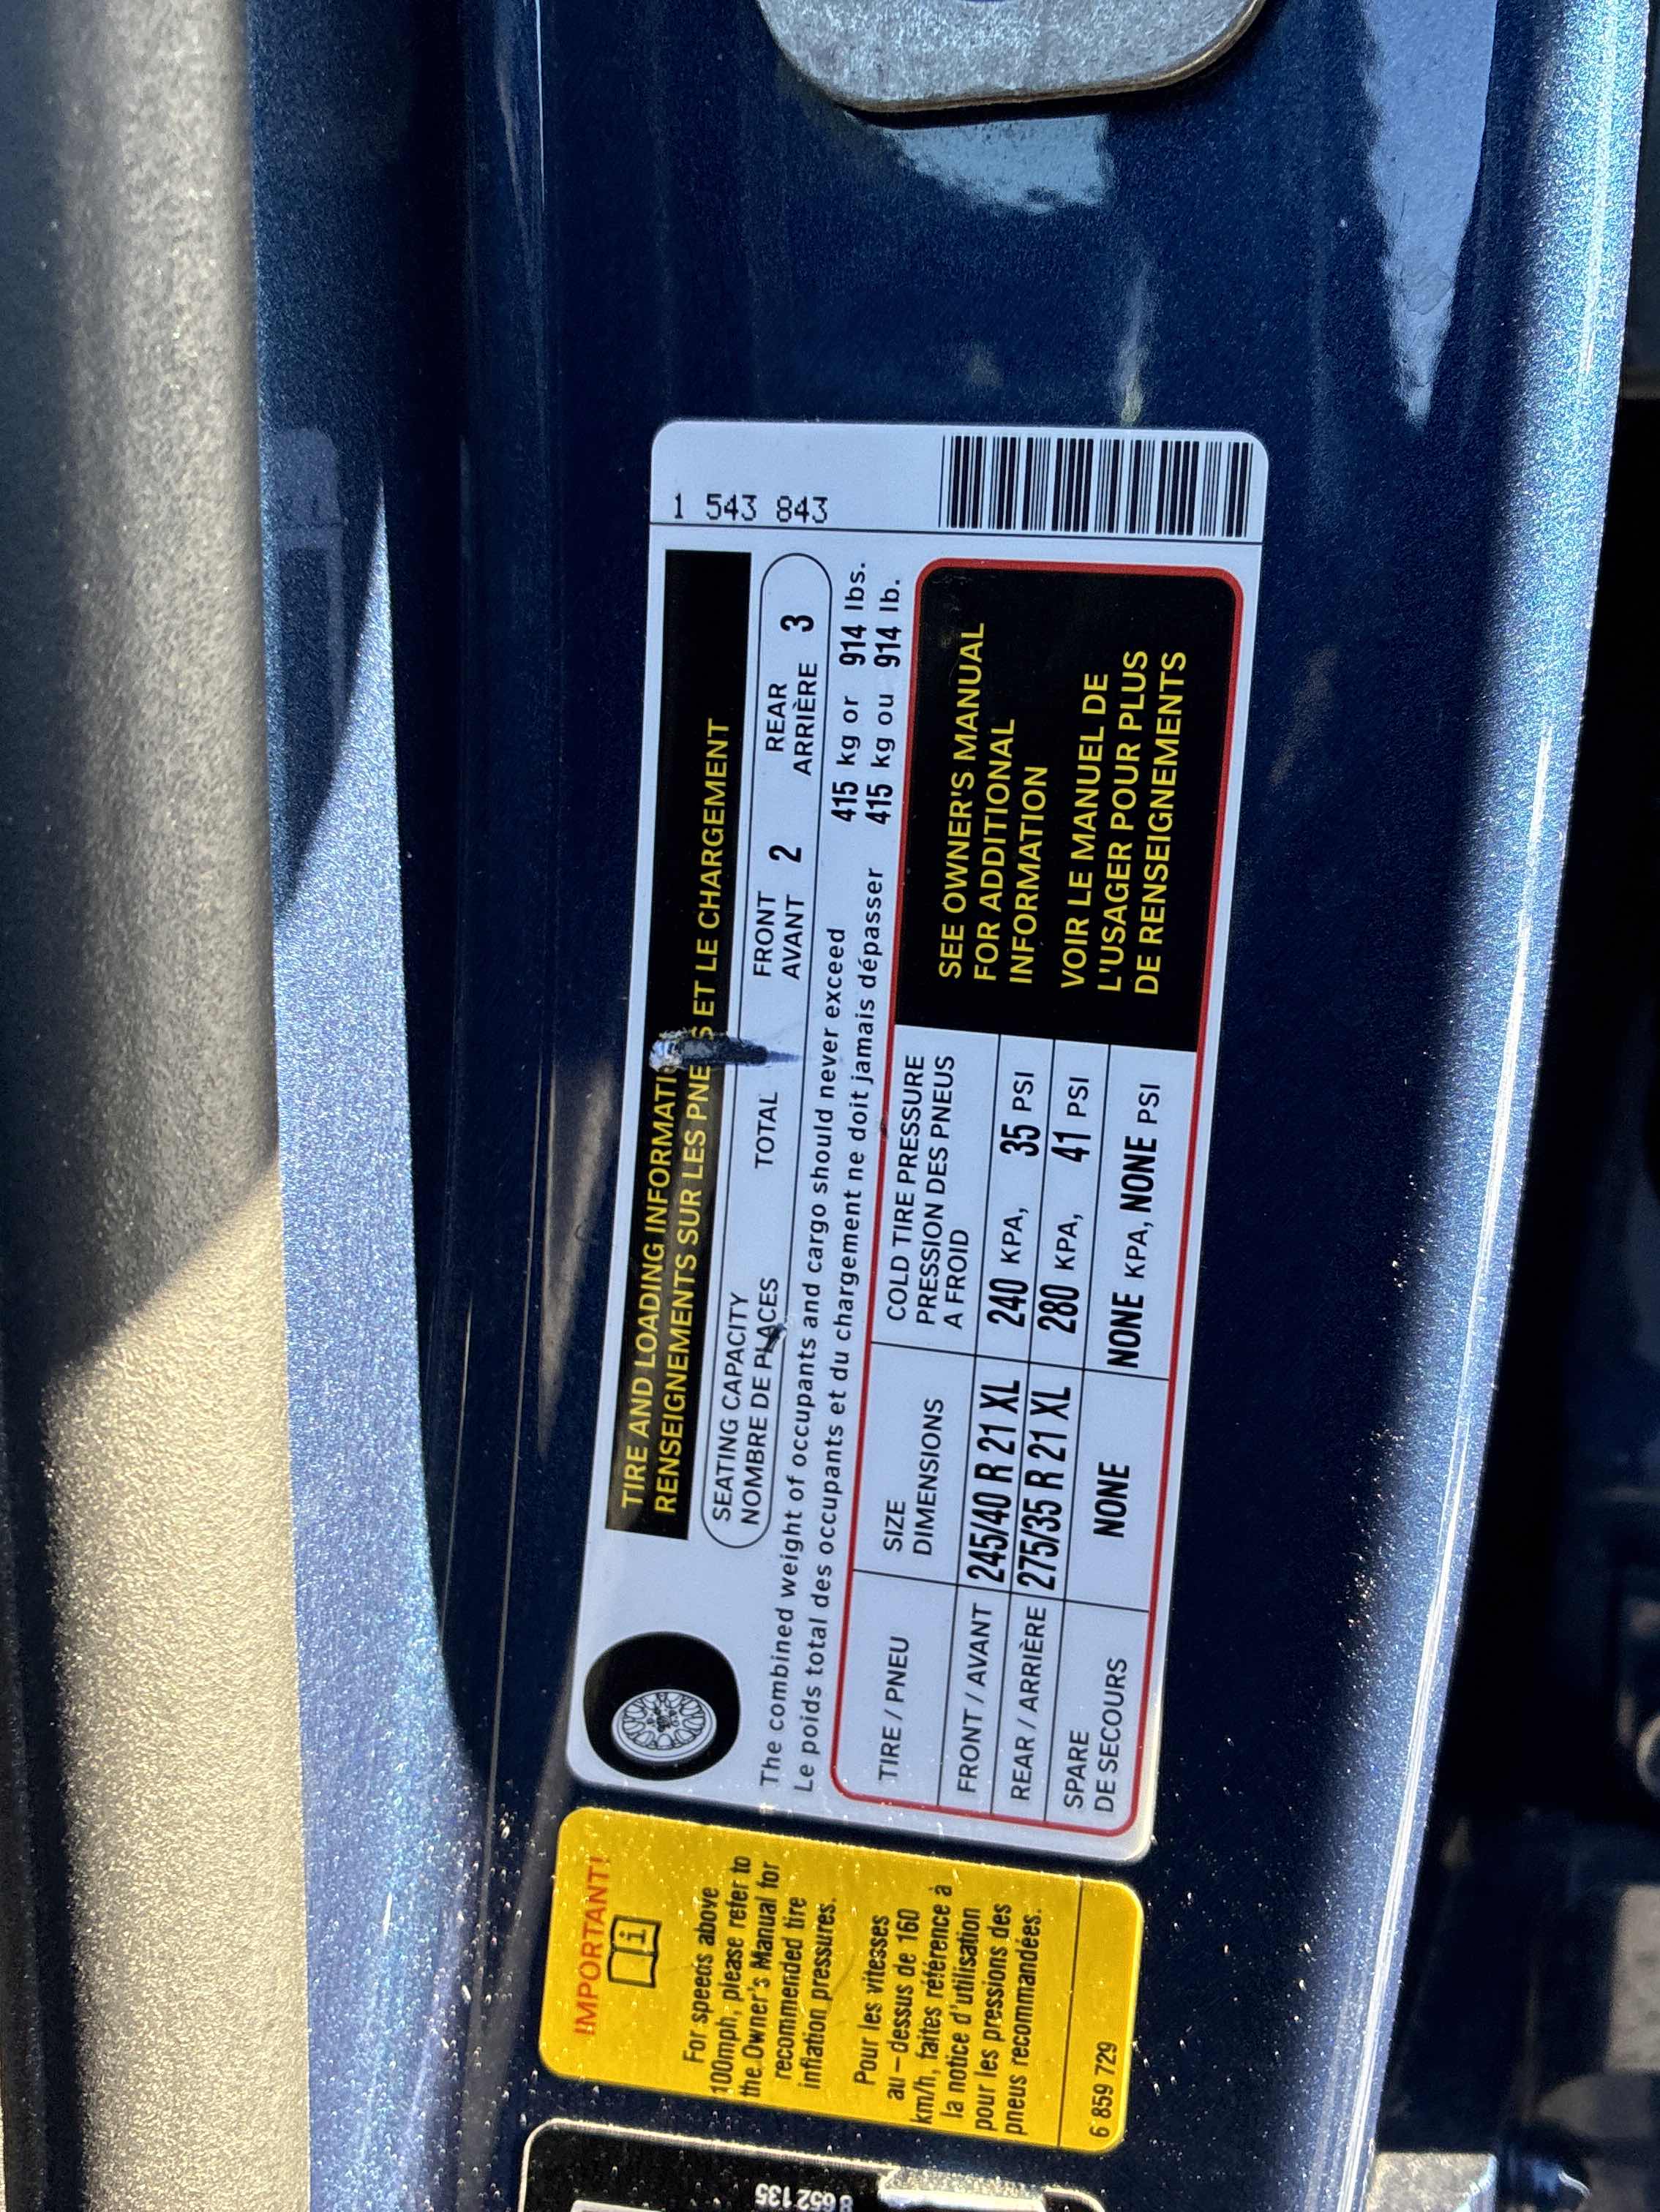 TIRE AND LOADING INFORMATI
RENSEIGNEMENTS SUR LES PNE S ET LE CHARGEMENT
SEATING CAPACITY
NOMBRE DE PLACES
TOTAL
FRONT
AVANT 2
REAR
ARRIÈRE 3
The combined weight of occupants and cargo should never exceed 415 kg or 914 lbs.
Le poids total des occupants et du chargement ne doit jamais dépasser 415 kg ou 914 lb.
TIRE / PNEU
SIZE
DIMENSIONS
COLD TIRE PRESSURE
PRESSION DES PNEUS
A FROID
FRONT / AVANT 245/40 R 21 XL 240 KPA, 35 PSI
REAR / ARRIÈRE 275/35 R 21 XL 280 KPA, 41 PSI
SPARE
DE SECOURS
NONE NONE KPA, NONE PSI
SEE OWNER'S MANUAL
FOR ADDITIONAL
INFORMATION
VOIR LE MANUEL DE
L'USAGER POUR PLUS
DE RENSEIGNEMENTS
1 543 843
IMPORTANT!
i
For speeds above
100mph, please refer to
the Owner's Manual for
recommended tire
inflation pressures.
Pour les vitesses
au-dessus de 160
km/h, faites référence à
la notice d'utilisation
pour les pressions des
pneus recommandées.
6 859 729
8 652 135